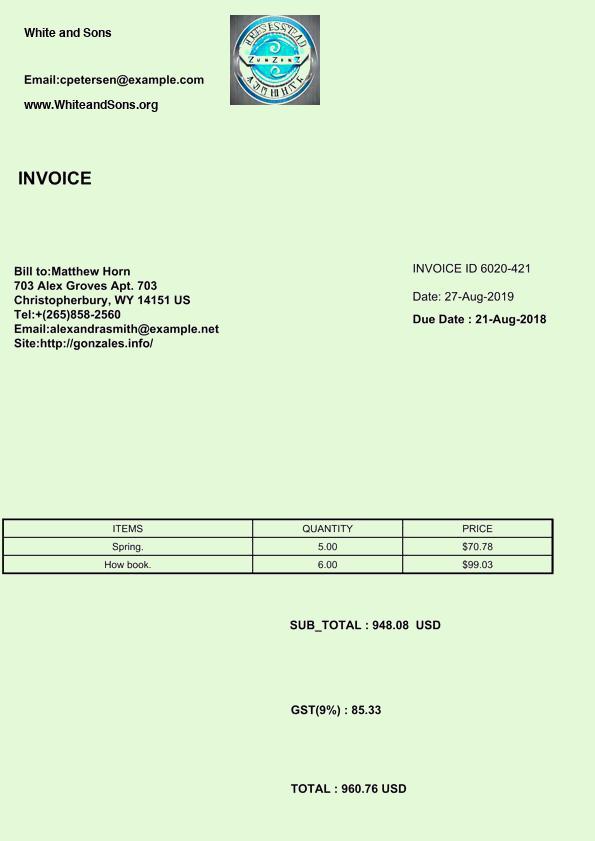 White and Sons
Email:cpetersen@example.com
www.WhiteandSons.org
INVOICE
Bill to:Matthew Horn
703 Alex Groves Apt. 703
Christopherbury, WY 14151 US
Tel:+(265)858-2560
Email:alexandrasmith@example.net
Site:http://gonzales.info/
INVOICE ID 6020-421
Date: 27-Aug-2019
Due Date : 21-Aug-2018
ITEMS QUANTITY PRICE
Spring. 5.00 $70.78
How book. 6.00 $99.03
SUB_TOTAL : 948.08 USD
GST(9%) : 85.33
TOTAL : 960.76 USD